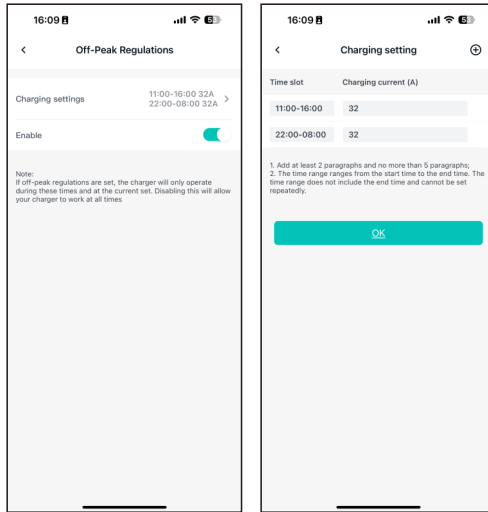 16:09
Off-Peak Regulations
Charging settings
11:00-16:00 32A
22:00-08:00 32A
Enable
Note:
If off-peak regulations are set, the charger will only operate
during these times and at the current set. Disabling this will allow
your charger to work at all times
16:09
Charging setting
Time slot Charging current (A)
11:00-16:00 32
22:00-08:00 32
1. Add at least 2 paragraphs and no more than 5 paragraphs;
2. The time range ranges from the start time to the end time. The
time range does not include the end time and cannot be set
repeatedly.
OK